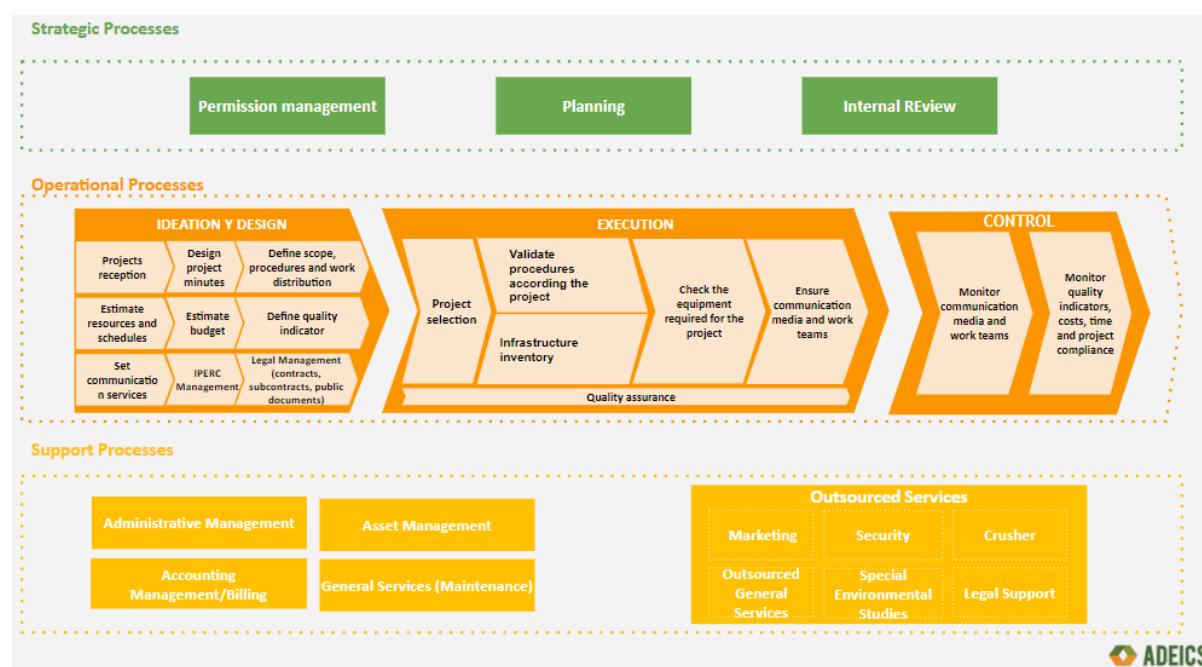 Strategic Processes
Permission management
Planning
Internal REview
Operational Processes
IDEATION Y DESIGN
Projects
reception
Design
project
minutes
Define scope,
procedures and work
distribution
Estimate
resources and
schedules
Estimate
budget
Define quality
indicator
Set
communicatio
n services
IPERC
Management
Legal Management
(contracts,
subcontracts, public
documents)
EXECUTION
Project
selection
Validate
procedures
according the
project
Infrastructure
inventory
Check the
equipment
required for the
project
Ensure
communication
media and work
teams
Quality assurance
CONTROL
Monitor
communication
media and
work teams
Monitor
quality
indicators,
costs, time
and project
compliance
Support Processes
Administrative Management
Asset Management
Accounting
Management/Billing
General Services (Maintenance)
Outsourced Services
Marketing
Security
Crusher
Outsourced
General
Services
Special
Environmental
Studies
Legal Support
ADEICS